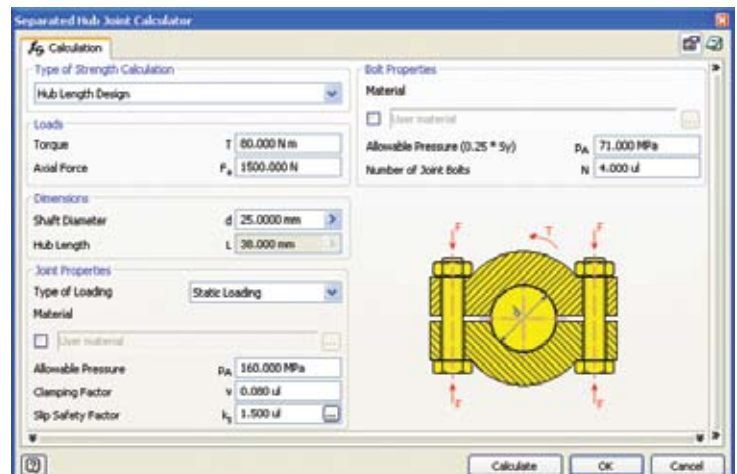 Separated Hub Joint Calculator
Calculation
Type of Strength Calculation
Hub Length Design
Loads
Torque T 80.000 N m
Axial Force Fa 1500.000 N
Dimensions
Shaft Diameter d 25.0000 mm >
Hub Length L 38.000 mm >
Joint Properties
Type of Loading Static Loading
Material
User material ...
Allowable Pressure pA 160.000 MPa
Clamping Factor v 0.080 ul
Slip Safety Factor ks 1.500 ul ...
Bolt Properties
Material
User material ...
Allowable Pressure (0.25 * Sy) pA 71.000 MPa
Number of Joint Bolts N 4.000 ul
F T F
d
F F
Calculate OK Cancel